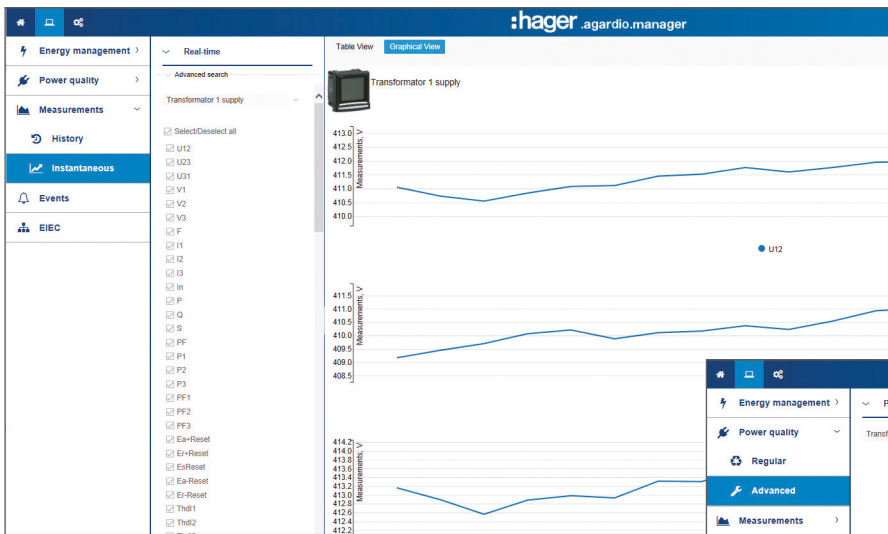 :hager .agardio.manager
Energy management
Power quality
Measurements
History
Instantaneous
Events
EIEC
Real-time
Advanced search
Transformator 1 supply
Select/Deselect all
U12
U23
U31
V1
V2
V3
F
I1
I2
I3
In
P
Q
S
PF
P1
P2
P3
PF1
PF2
PF3
Ea+Reset
Er+Reset
EsReset
Ea-Reset
Er-Reset
ThdI1
ThdI2
Table View Graphical View
Transformator 1 supply
Measurements, V
413.0
412.5
412.0
411.5
411.0
410.5
410.0
U12
Measurements, V
411.5
411.0
410.5
410.0
409.5
409.0
408.5
Measurements, V
414.2
414.0
413.8
413.6
413.4
413.2
413.0
412.8
412.6
412.4
412.2
Energy management
Power quality
Regular
Advanced
Measurements
P
Transf